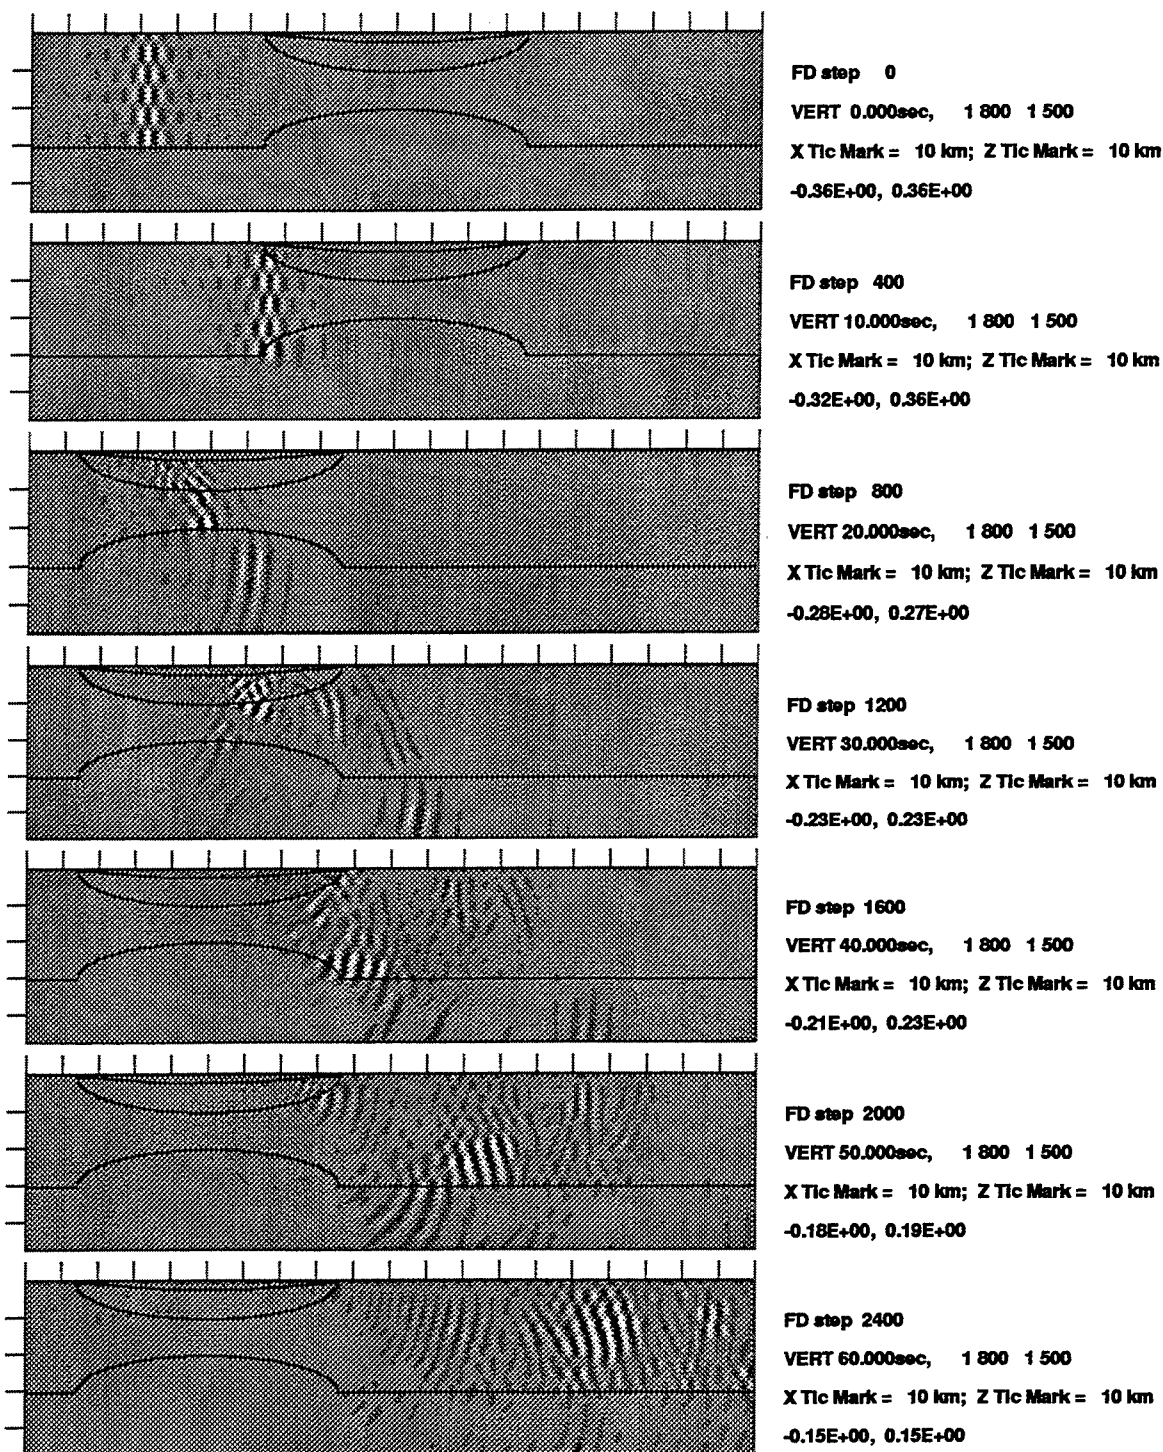 FD step 0
VERT 0.000sec, 1 800 1 500
X Tic Mark = 10 km; Z Tic Mark = 10 km
-0.36E+00, 0.36E+00
FD step 400
VERT 10.000sec, 1 800 1 500
X Tic Mark = 10 km; Z Tic Mark = 10 km
-0.32E+00, 0.36E+00
FD step 800
VERT 20.000sec, 1 800 1 500
X Tic Mark = 10 km; Z Tic Mark = 10 km
-0.28E+00, 0.27E+00
FD step 1200
VERT 30.000sec, 1 800 1 500
X Tic Mark = 10 km; Z Tic Mark = 10 km
-0.23E+00, 0.23E+00
FD step 1600
VERT 40.000sec, 1 800 1 500
X Tic Mark = 10 km; Z Tic Mark = 10 km
-0.21E+00, 0.23E+00
FD step 2000
VERT 50.000sec, 1 800 1 500
X Tic Mark = 10 km; Z Tic Mark = 10 km
-0.18E+00, 0.19E+00
FD step 2400
VERT 60.000sec, 1 800 1 500
X Tic Mark = 10 km; Z Tic Mark = 10 km
-0.15E+00, 0.15E+00